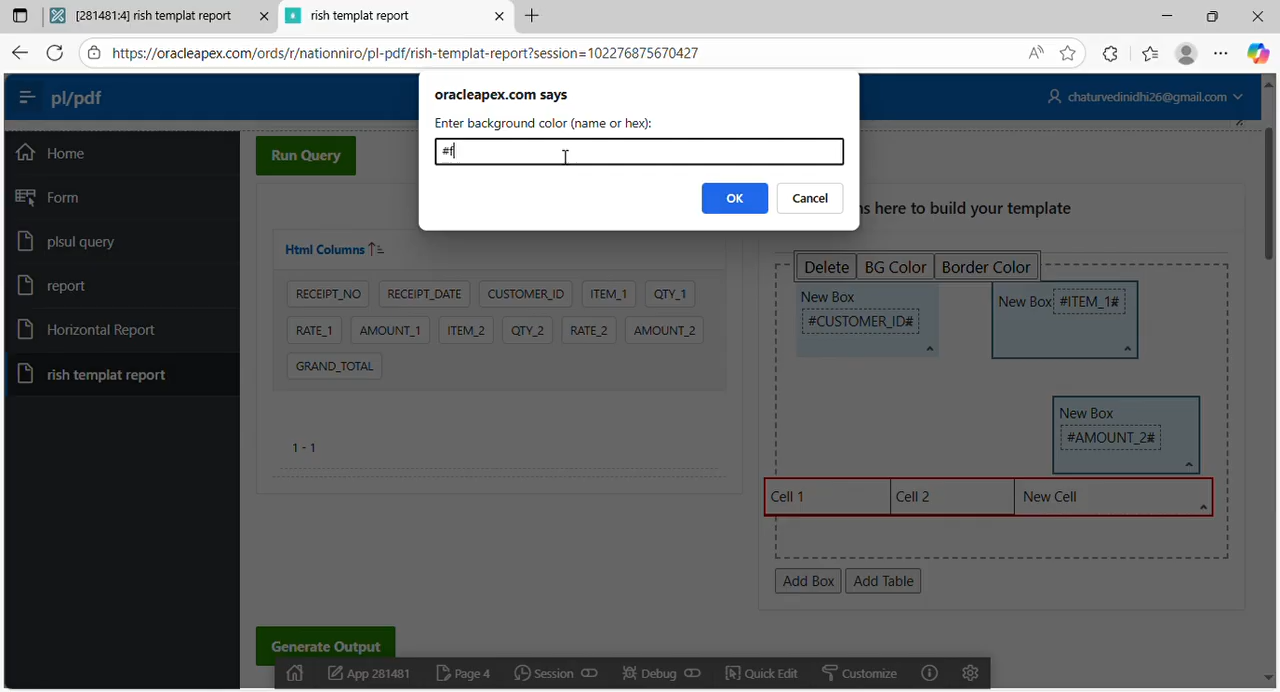 [281481:4] rish templat report
rish templat report
https://oracleapex.com/ords/r/nationniro/pl-pdf/rish-templat-report?session=102276875670427
pl/pdf
chaturvedinidhi26@gmail.com
oracleapex.com says
Enter background color (name or hex):
#f
OK
Cancel
Home
Form
plsul query
report
Horizontal Report
rish templat report
Run Query
Html Columns
RECEIPT_NO RECEIPT_DATE CUSTOMER_ID ITEM_1 QTY_1
RATE_1 AMOUNT_1 ITEM_2 QTY_2 RATE_2 AMOUNT_2
GRAND_TOTAL
1 - 1
here to build your template
Delete BG Color Border Color
New Box
#CUSTOMER_ID#
New Box #ITEM_1#
New Box
#AMOUNT_2#
Cell 1 Cell 2 New Cell
Add Box Add Table
Generate Output
App 281481 Page 4 Session Debug Quick Edit Customize